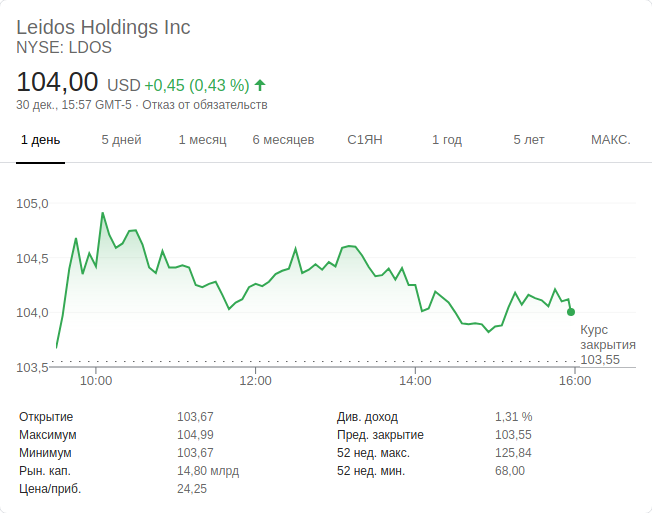 Leidos Holdings Inc
NYSE: LDOS
104,00 USD +0,45 (0,43 %) ↑
30 дек., 15:57 GMT-5 · Отказ от обязательств
1 день 5 дней 1 месяц 6 месяцев С1ЯН 1 год 5 лет МАКС.
105,0
104,5
104,0
103,5
Курс
закрытия
103,55
10:00 12:00 14:00 16:00
Открытие 103,67 Див. доход 1,31 %
Максимум 104,99 Пред. закрытие 103,55
Минимум 103,67 52 нед. макс. 125,84
Рын. кап. 14,80 млрд 52 нед. мин. 68,00
Цена/приб. 24,25